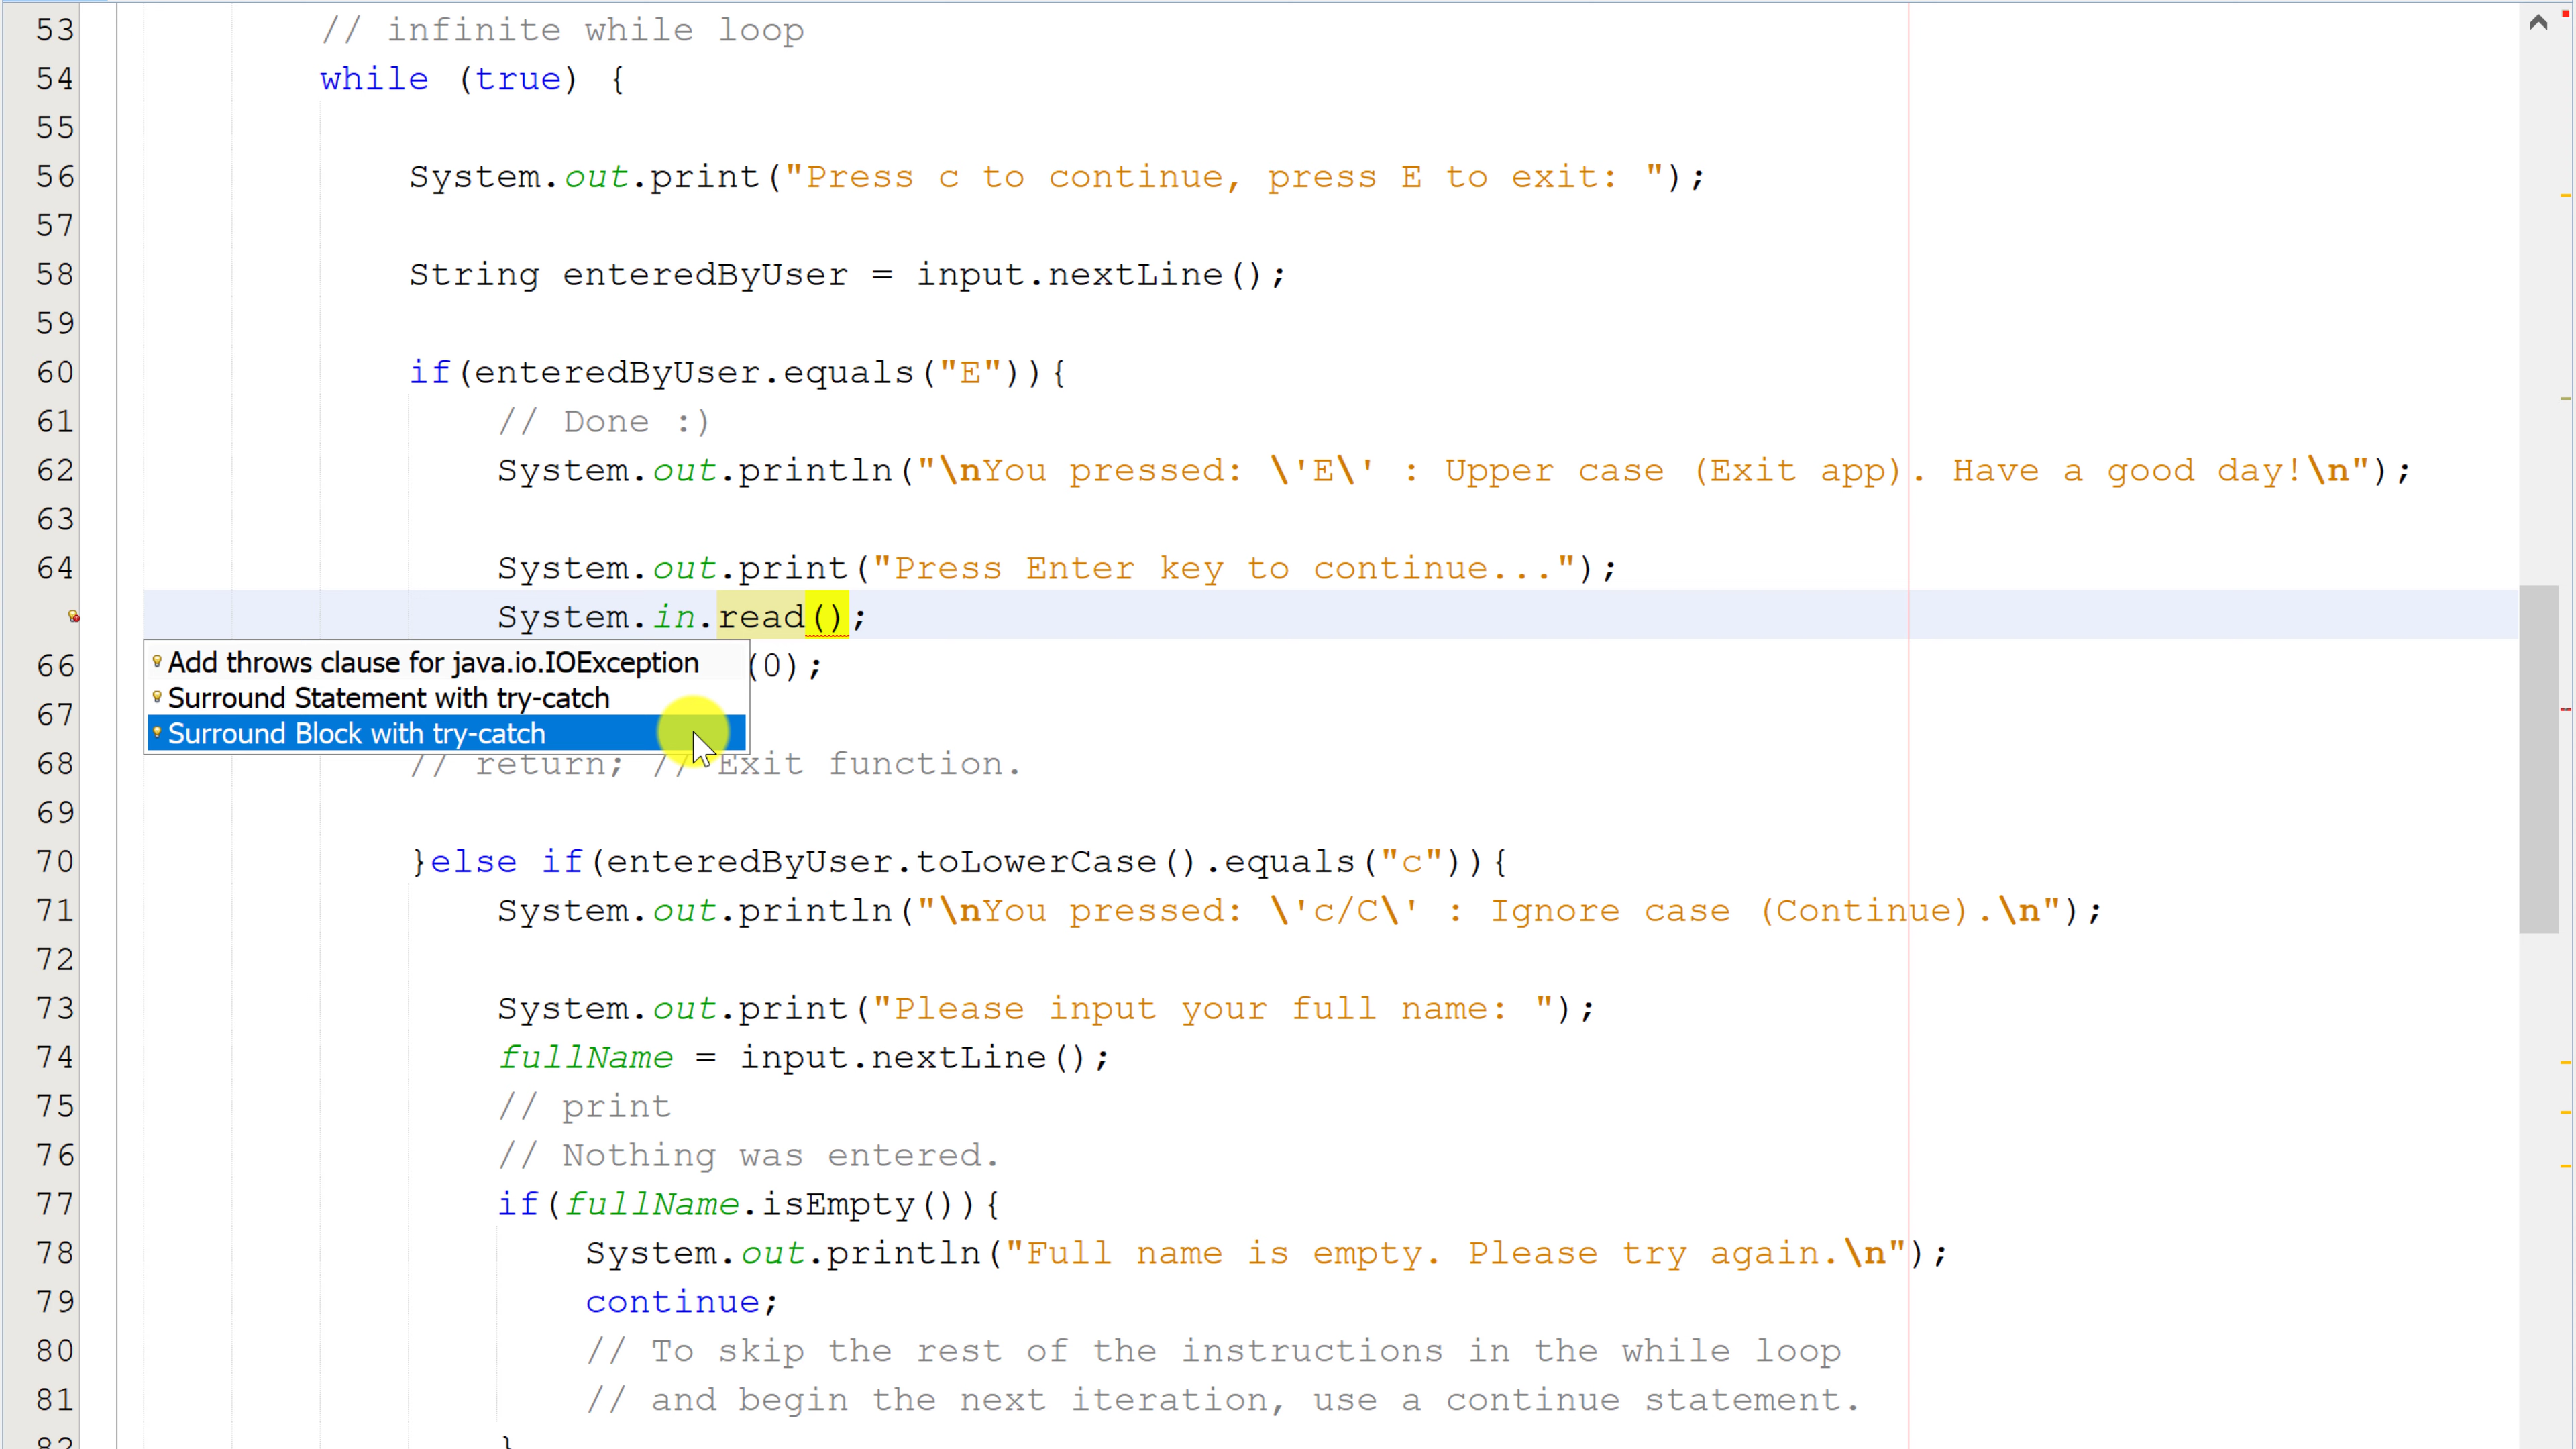 53 // infinite while loop
54 while (true) {
55
56 System.out.print("Press c to continue, press E to exit: ");
57
58 String enteredByUser = input.nextLine();
59
60 if(enteredByUser.equals("E")){
61 // Done :)
62 System.out.println("\nYou pressed: \'E\' : Upper case (Exit app). Have a good day!\n");
63
64 System.out.print("Press Enter key to continue...");
System.in.read();
Add throws clause for java.io.IOException
66 (0);
Surround Statement with try-catch
67
Surround Block with try-catch
68 // return; // Exit function.
69
70 }else if(enteredByUser.toLowerCase().equals("c")){
71 System.out.println("\nYou pressed: \'c/C\' : Ignore case (Continue).\n");
72
73 System.out.print("Please input your full name: ");
74 fullName = input.nextLine();
75 // print
76 // Nothing was entered.
77 if(fullName.isEmpty()){
78 System.out.println("Full name is empty. Please try again.\n");
79 continue;
80 // To skip the rest of the instructions in the while loop
81 // and begin the next iteration, use a continue statement.
82 }